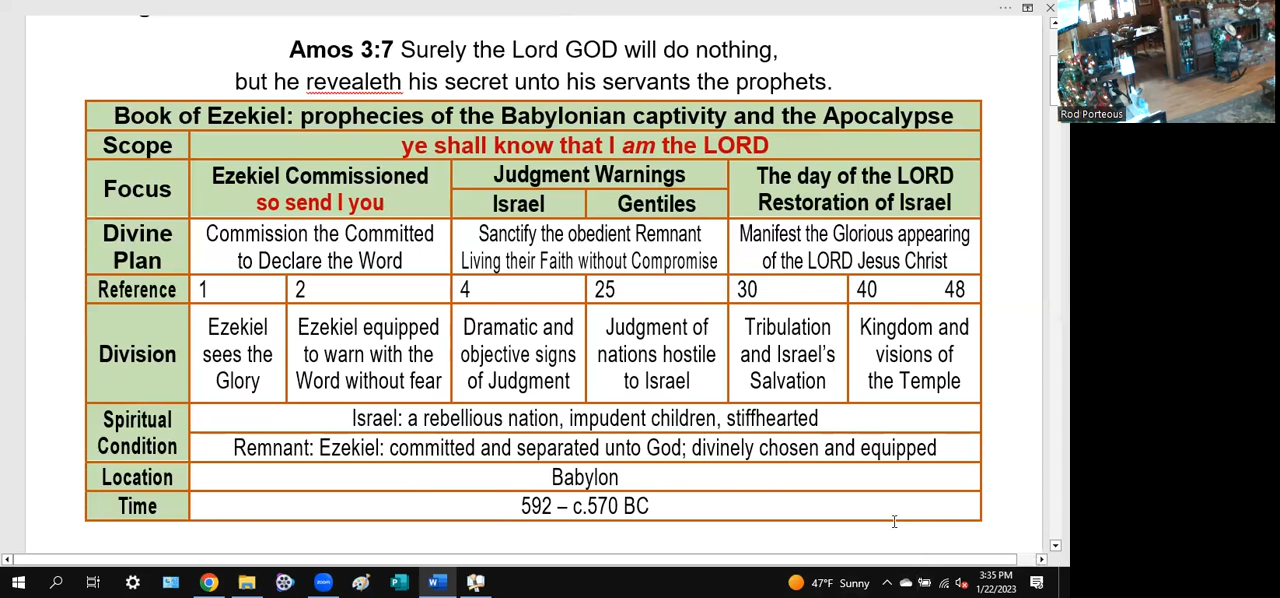 Amos 3:7 Surely the Lord GOD will do nothing,
but he revealeth his secret unto his servants the prophets.
Rod Porteous
Book of Ezekiel: prophecies of the Babylonian captivity and the Apocalypse
Scope
ye shall know that I am the LORD
Focus
Ezekiel Commissioned
so send I you
Judgment Warnings
Israel
Gentiles
The day of the LORD
Restoration of Israel
Divine
Plan
Commission the Committed
to Declare the Word
Sanctify the obedient Remnant
Living their Faith without Compromise
Manifest the Glorious appearing
of the LORD Jesus Christ
Reference
1
2
4
25
30
40
48
Division
Ezekiel
sees the
Glory
Ezekiel equipped
to warn with the
Word without fear
Dramatic and
objective signs
of Judgment
Judgment of
nations hostile
to Israel
Tribulation
and Israel's
Salvation
Kingdom and
visions of
the Temple
Spiritual
Condition
Israel: a rebellious nation, impudent children, stiffhearted
Remnant: Ezekiel: committed and separated unto God; divinely chosen and equipped
Location
Babylon
Time
592 – c.570 BC
zoom
47°F Sunny
3:35 PM
1/22/2023